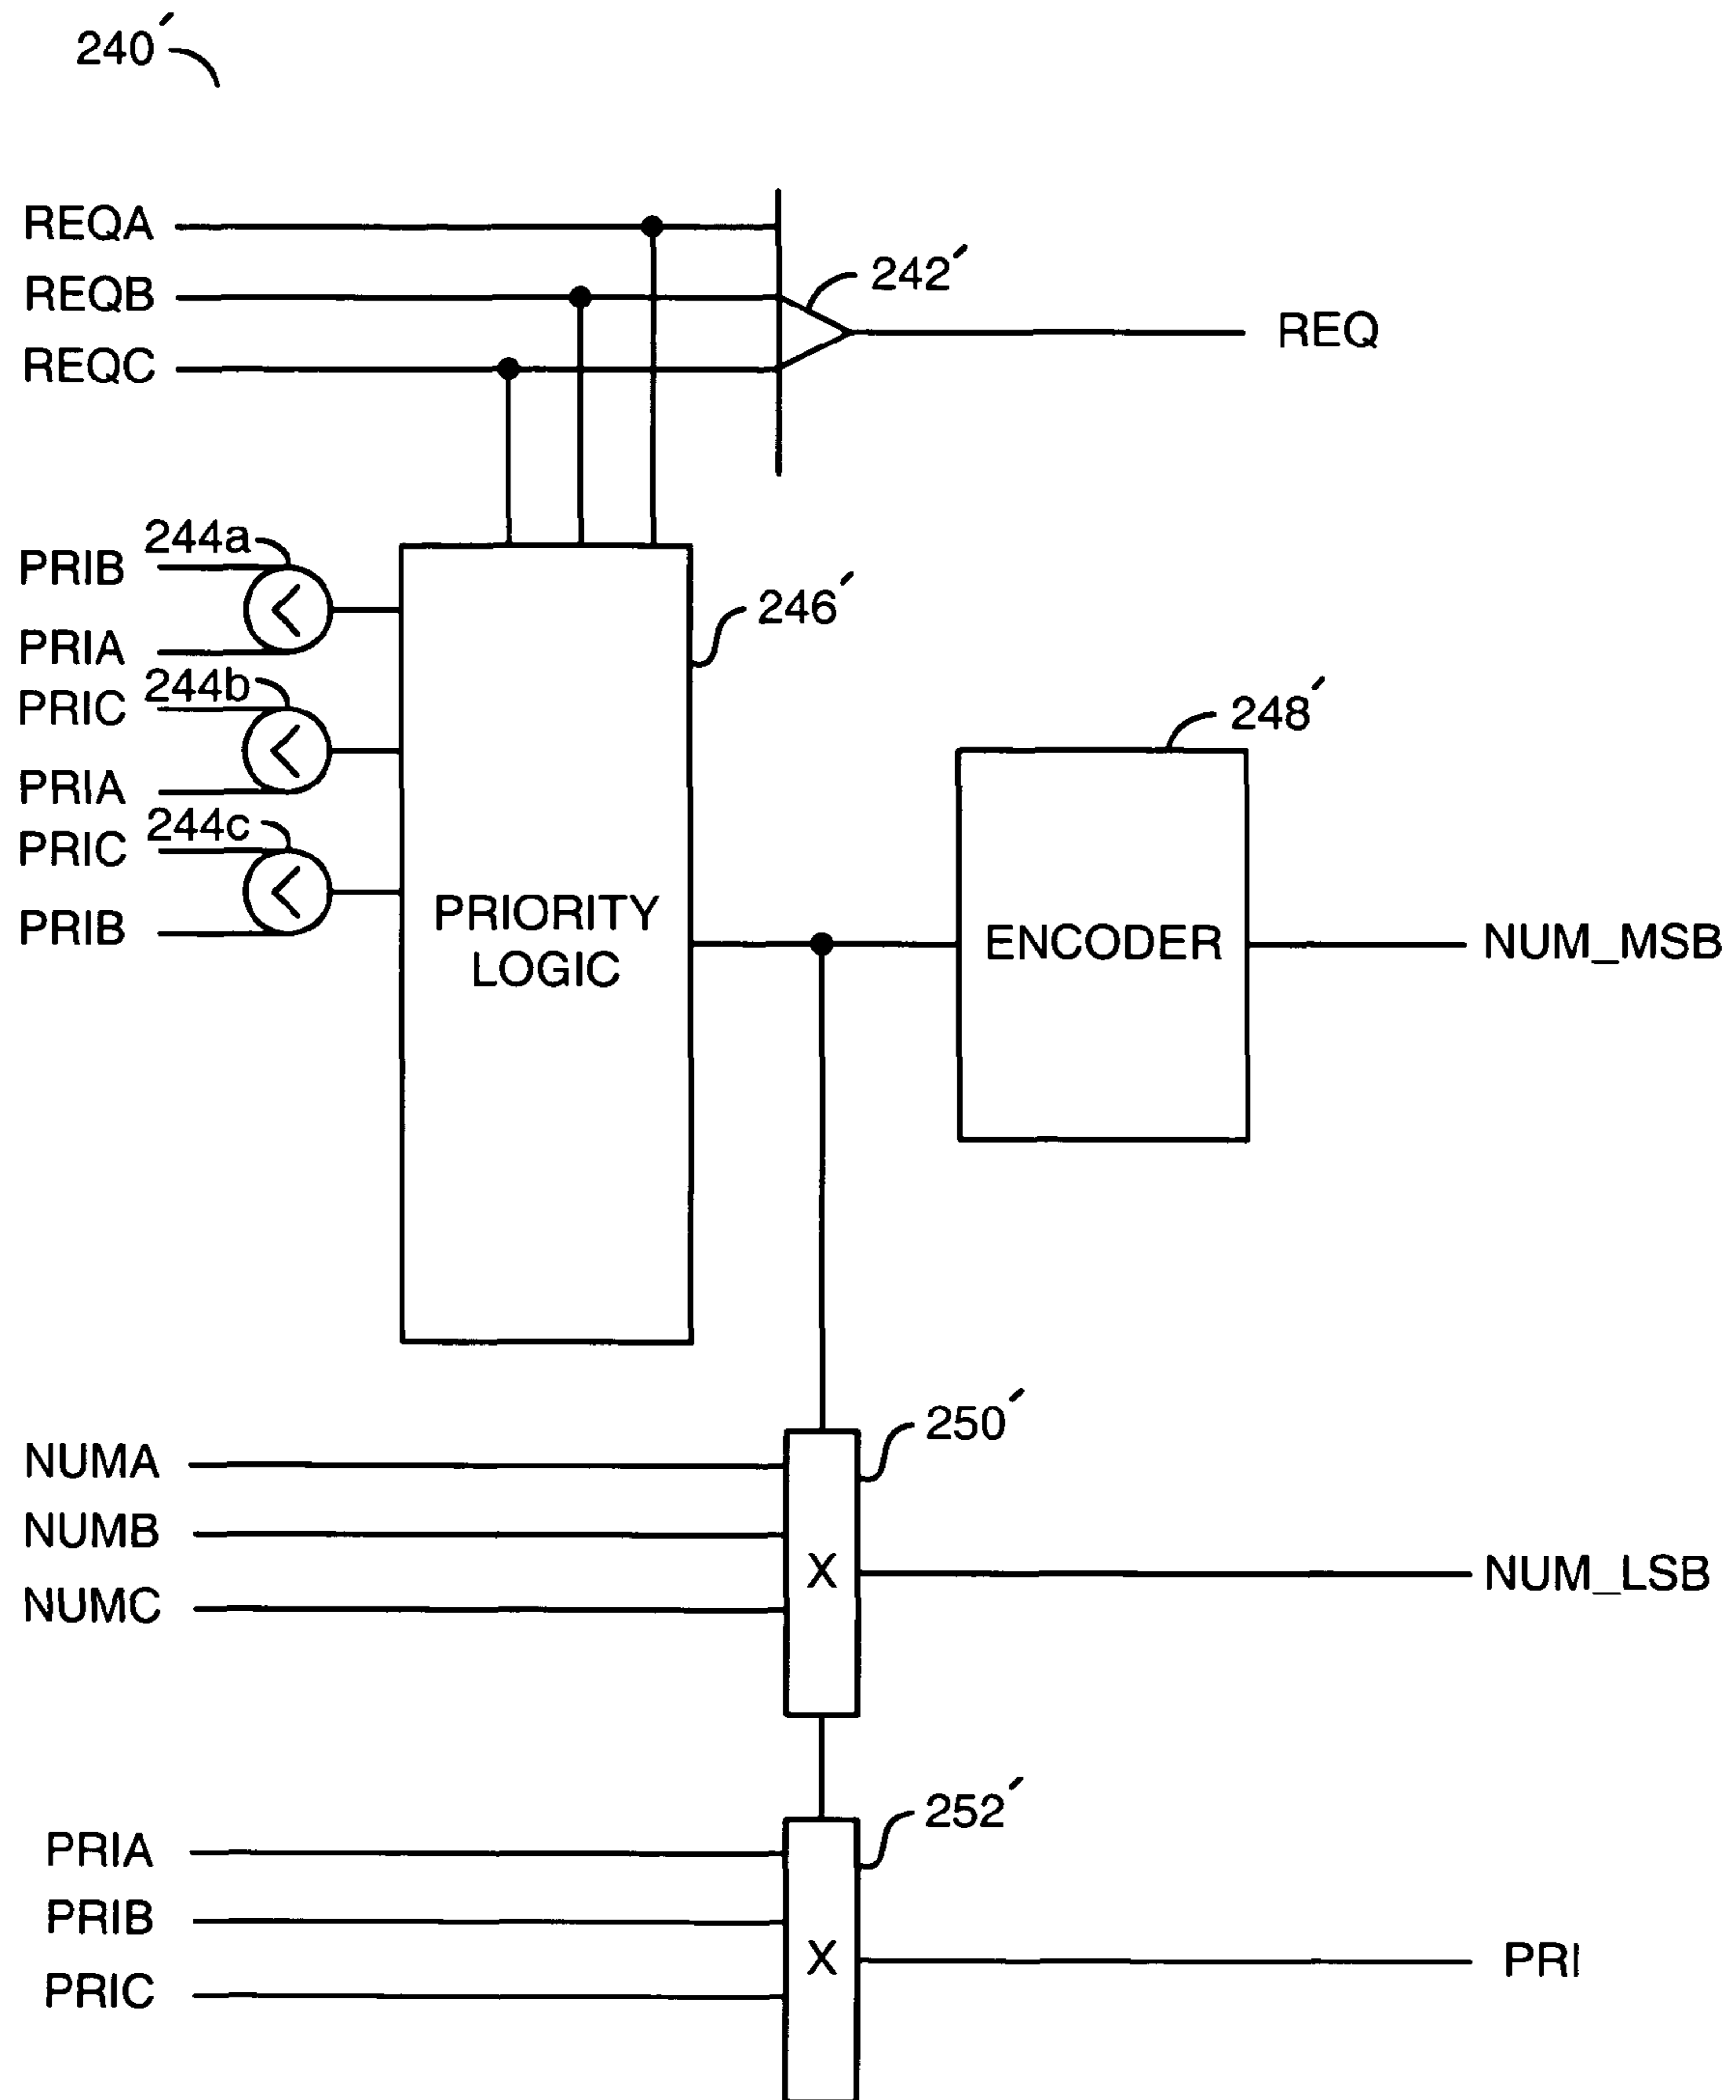 240′
REQA
REQB
242′
REQ
REQC
244a
PRIB
246′
PRIA
244b
PRIC
248′
PRIA
244c
PRIC
PRIB
PRIORITY
LOGIC
ENCODER
NUM_MSB
250′
NUMA
NUMB
X
NUM_LSB
NUMC
252′
PRIA
PRIB
X
PRI
PRIC